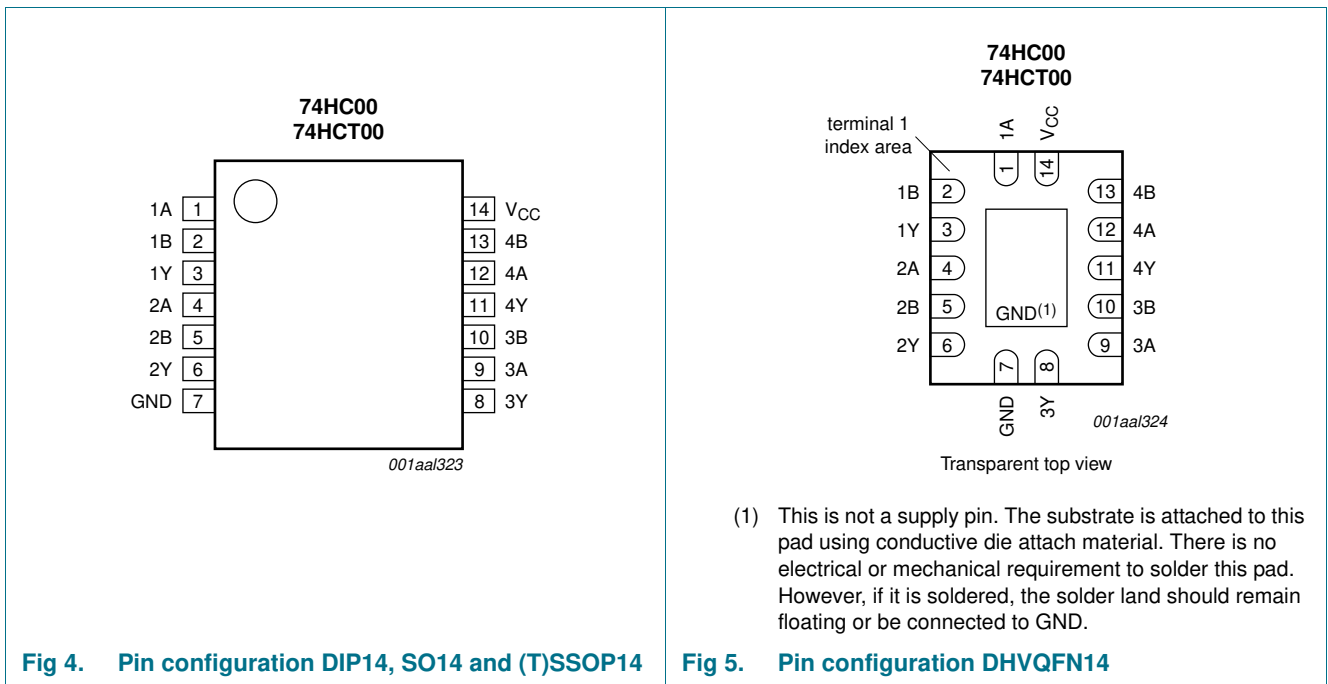 74HC00
74HCT00
1A 1
1B 2
1Y 3
2A 4
2B 5
2Y 6
GND 7
14 VCC
13 4B
12 4A
11 4Y
10 3B
9 3A
8 3Y
001aal323
Fig 4. Pin configuration DIP14, SO14 and (T)SSOP14
74HC00
74HCT00
terminal 1
index area
1A
VCC
1
14
1B 2
1Y 3
2A 4
2B 5
2Y 6
13 4B
12 4A
11 4Y
10 3B
9 3A
GND(1)
7
8
GND
3Y
001aal324
Transparent top view
(1) This is not a supply pin. The substrate is attached to this
pad using conductive die attach material. There is no
electrical or mechanical requirement to solder this pad.
However, if it is soldered, the solder land should remain
floating or be connected to GND.
Fig 5. Pin configuration DHVQFN14